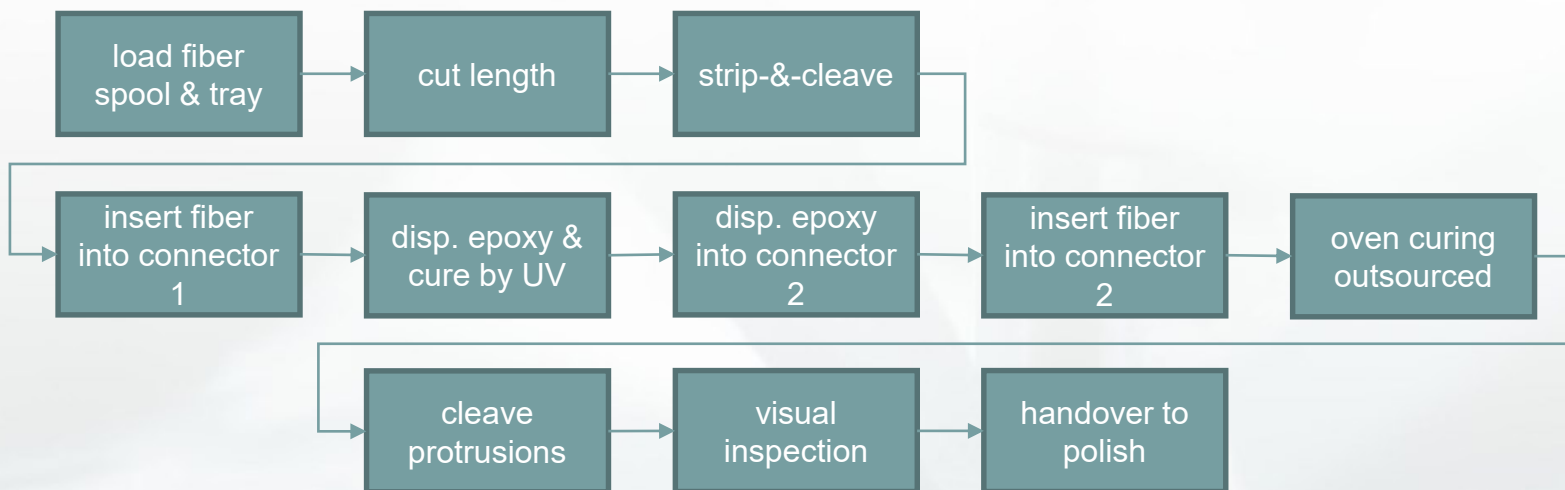 load fiber
spool & tray
cut length
strip-&-cleave
insert fiber
into connector
1
disp. epoxy &
cure by UV
disp. epoxy
into connector
2
insert fiber
into connector
2
oven curing
outsourced
cleave
protrusions
visual
inspection
handover to
polish